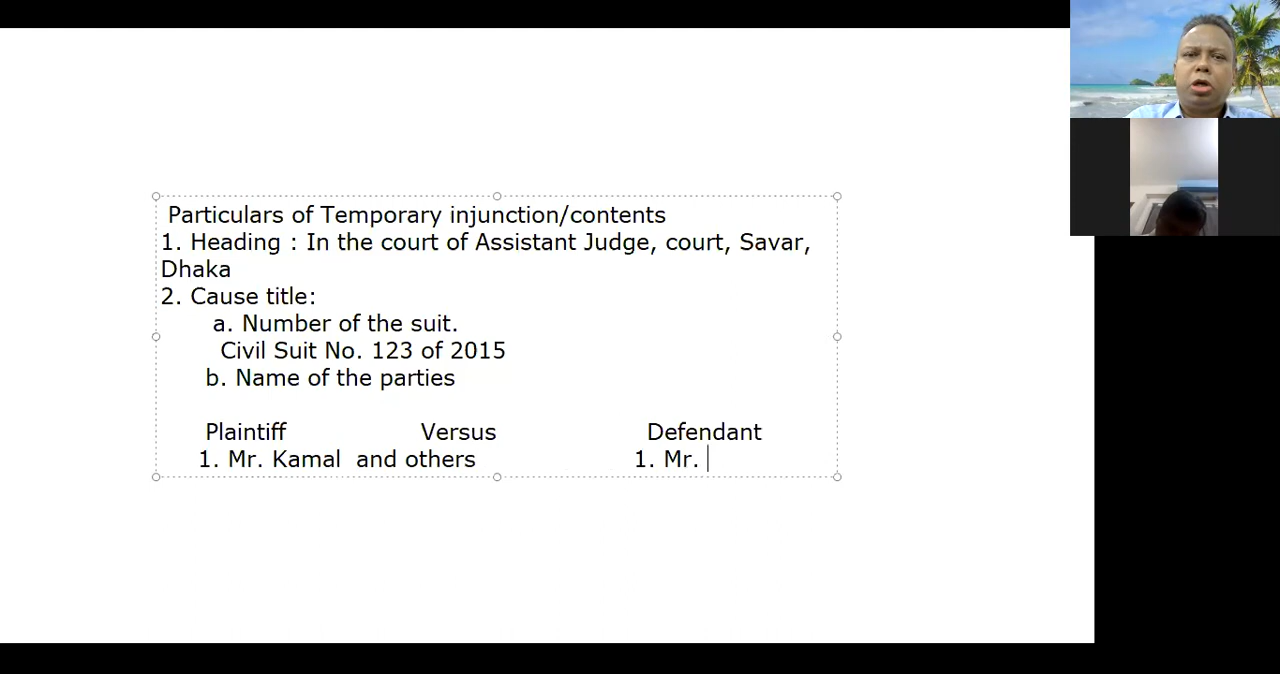 Particulars of Temporary injunction/contents
1. Heading : In the court of Assistant Judge, court, Savar,
Dhaka
2. Cause title:
a. Number of the suit.
Civil Suit No. 123 of 2015
b. Name of the parties
Plaintiff Versus Defendant
1. Mr. Kamal and others 1. Mr.